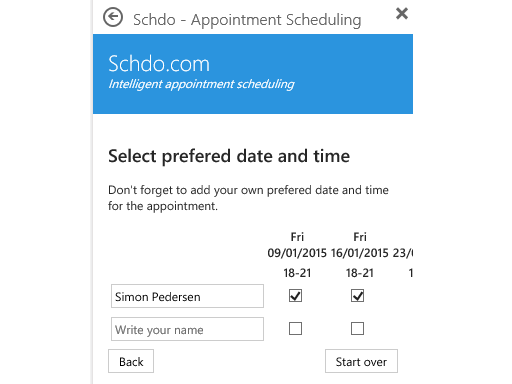 Schdo - Appointment Scheduling
Schdo.com
Intelligent appointment scheduling
Select prefered date and time
Don't forget to add your own prefered date and time
for the appointment.
Fri Fri
09/01/2015 16/01/2015 23/0
18-21 18-21 1
Simon Pedersen
Write your name
Back Start over